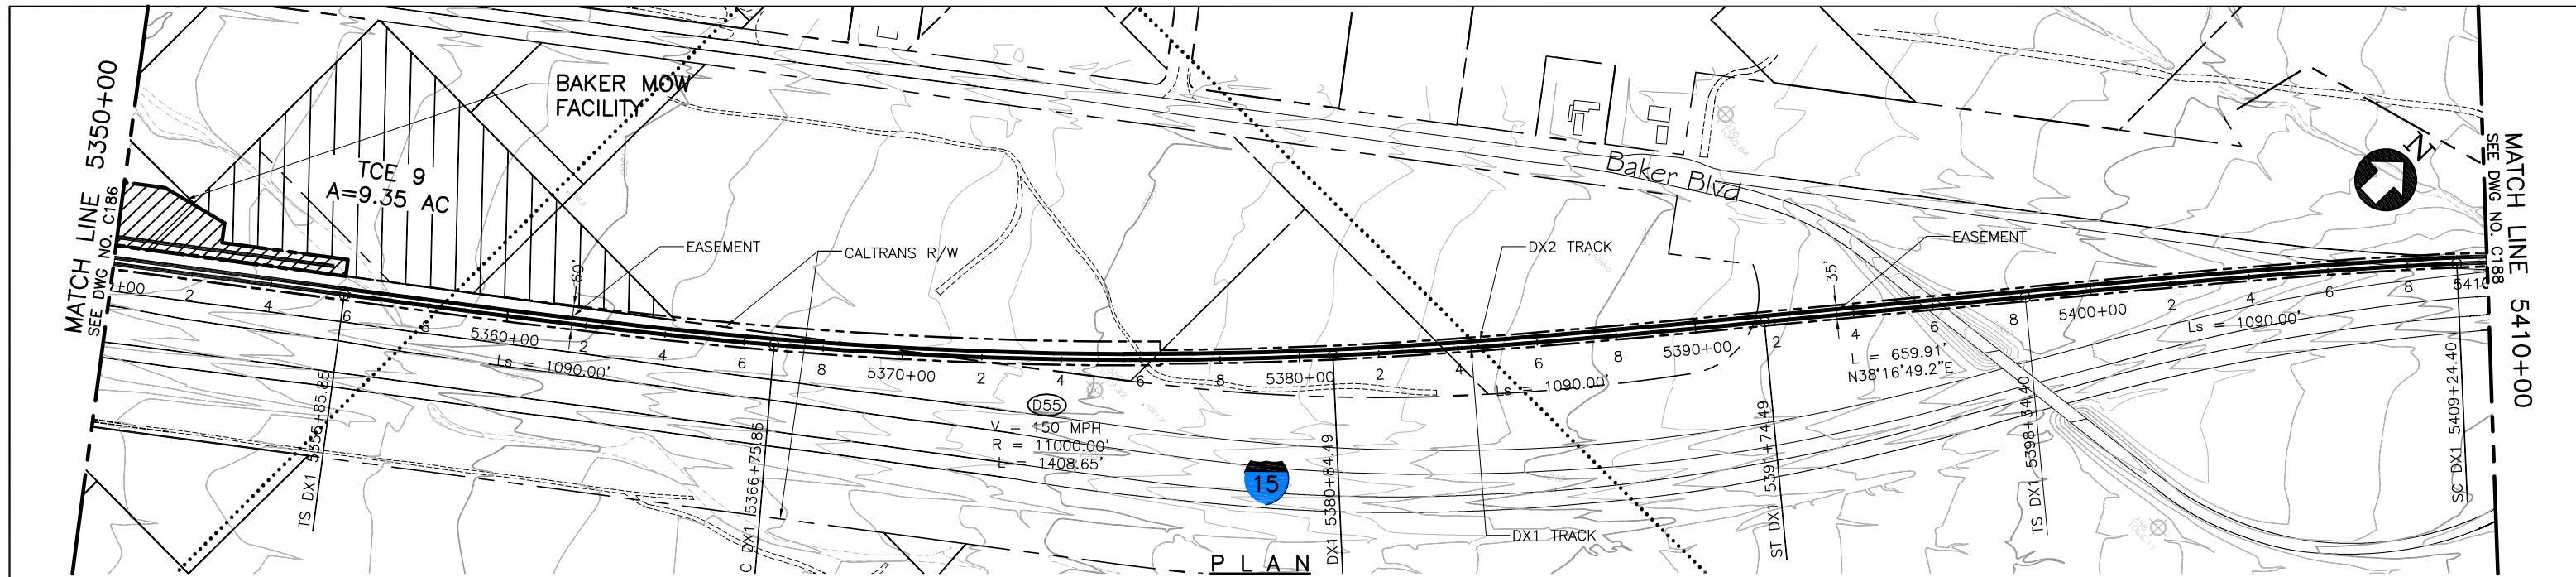 MATCH LINE 5350+00
SEE DWG NO. C186
BAKER MOW
FACILITY
TCE 9
A=9.35 AC
EASEMENT
CALTRANS R/W
60'
DX2 TRACK
Baker Blvd
35'
EASEMENT
N
MATCH LINE 5410+00
SEE DWG NO. C188
+00
2
4
6
8
5360+00
2
4
6
8
5370+00
2
4
6
8
5380+00
2
4
6
8
5390+00
2
4
6
8
5400+00
2
4
6
8
5410
Ls = 1090.00'
Ls = 1090.00'
L = 659.91'
N38°16'49.2"E
Ls = 1090.00'
D55
V = 150 MPH
R = 11000.00'
L = 1408.65'
15
TS DX1 5355+85.85
C DX1 5366+75.85
DX1 5380+84.49
ST DX1 5391+74.49
TS DX1 5398+34.40
SC DX1 5409+24.40
DX1 TRACK
PLAN